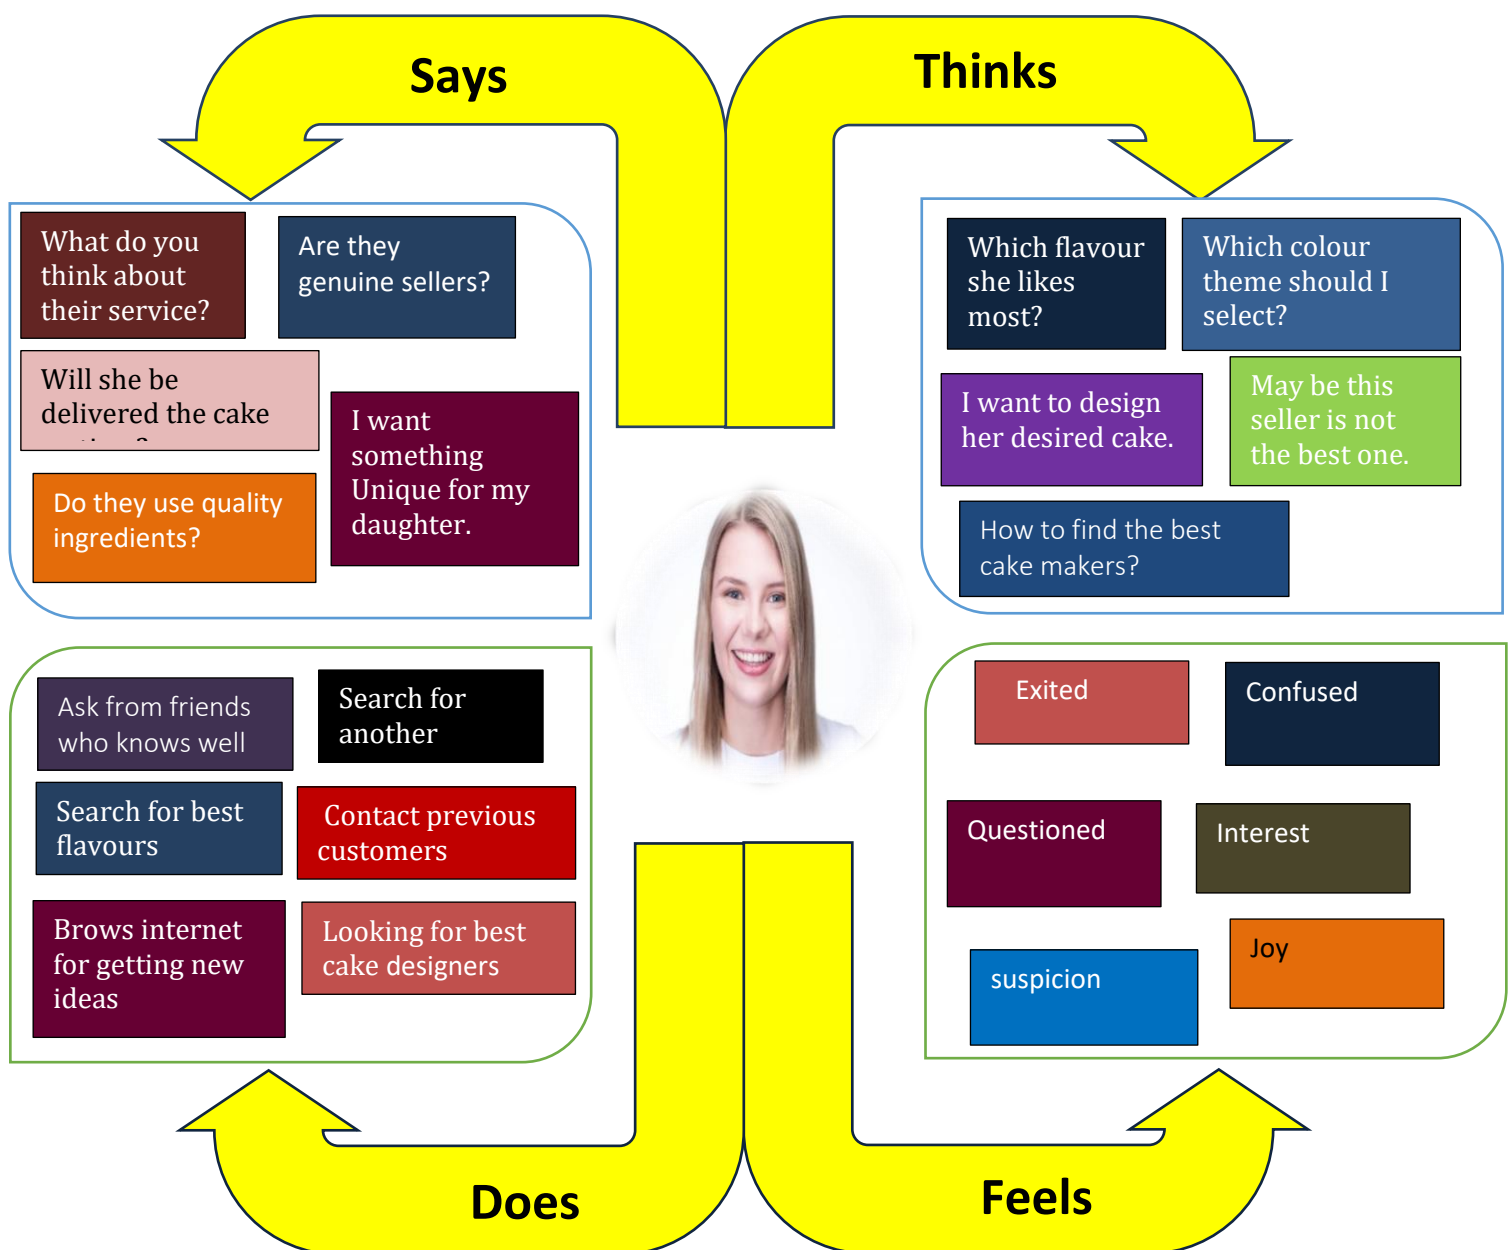 Says
Thinks
What do you
think about
their service?
Are they
genuine sellers?
Will she be
delivered the cake
I want
something
Unique for my
daughter.
Do they use quality
ingredients?
Which flavour
she likes
most?
Which colour
theme should I
select?
I want to design
her desired cake.
May be this
seller is not
the best one.
How to find the best
cake makers?
Ask from friends
who knows well
Search for
another
Search for best
flavours
Contact previous
customers
Brows internet
for getting new
ideas
Looking for best
cake designers
Exited
Confused
Questioned
Interest
suspicion
Joy
Does
Feels